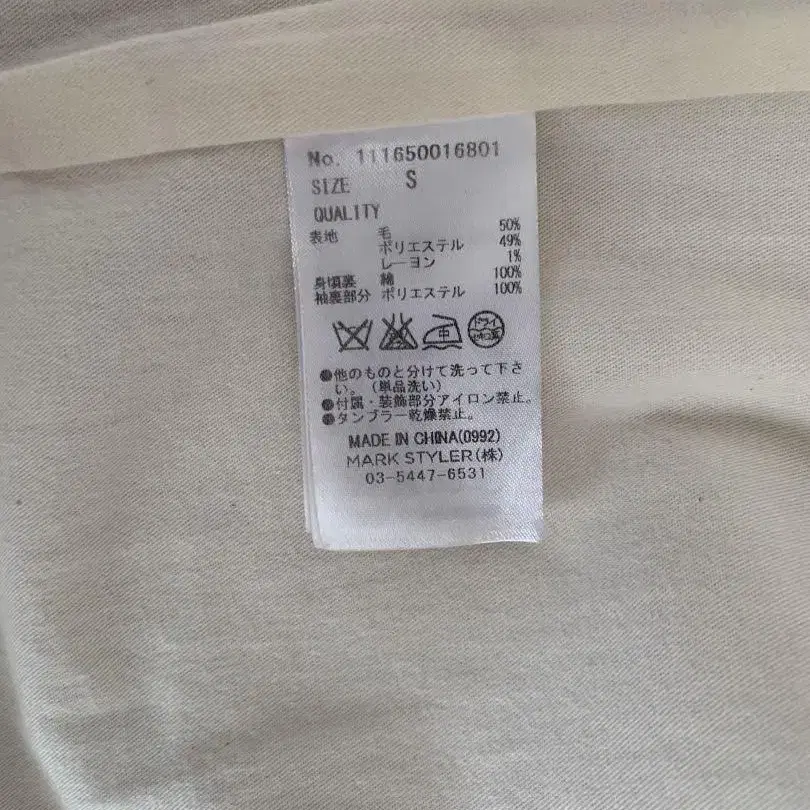 No. 111650016801
SIZE S
QUALITY
表地 毛 50%
ポリエステル 49%
レーヨン 1%
身頃裏 綿 100%
袖裏部分 ポリエステル 100%
中 ドライ
●他のものと分けて洗って下さ
い。(単品洗い)
●付属・装飾部分アイロン禁止。
●タンブラー乾燥禁止。
MADE IN CHINA(0992)
MARK STYLER(株)
03-5447-6531